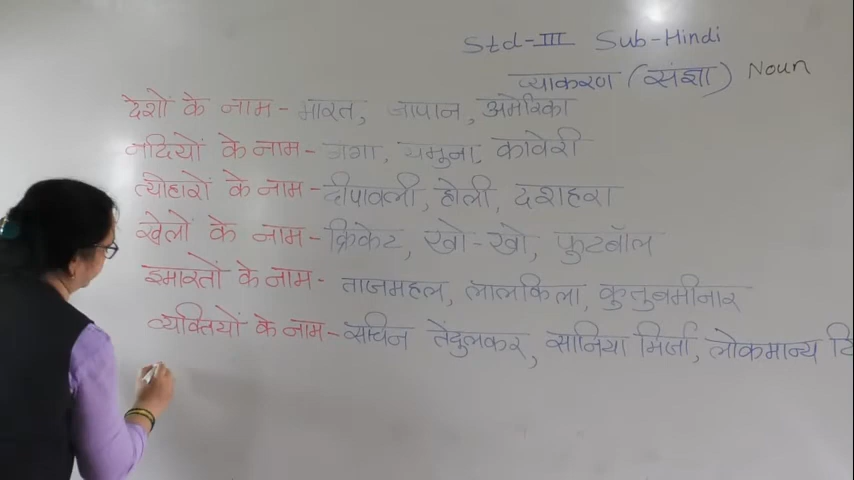 Std-III Sub-Hindi
व्याकरण (संज्ञा) Noun
देशों के नाम - भारत, जापान, अमेरिका
नदियों के नाम - गंगा, यमुना, कावेरी
त्योहारों के नाम - दीपावली, होली, दशहरा
खेलों के नाम - क्रिकेट, खो-खो, फुटबॉल
इमारतों के नाम - ताजमहल, लालकिला, कुतुबमीनार
व्यक्तियों के नाम - सचिन तेंदुलकर, सानिया मिर्जा, लोकमान्य